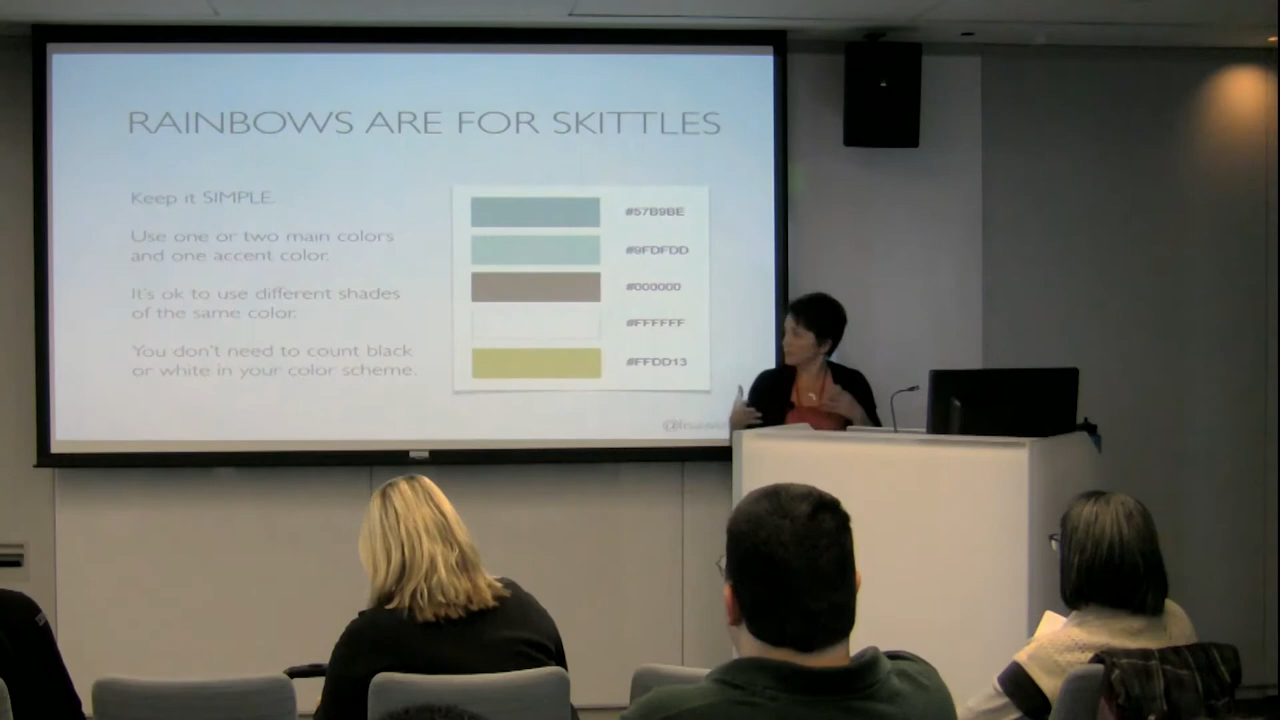 RAINBOWS ARE FOR SKITTLES
Keep it SIMPLE.
Use one or two main colors
and one accent color.
It's ok to use different shades
of the same color.
You don't need to count black
or white in your color scheme.
#57B9BE
#9FDFDD
#000000
#FFFFFF
#FFDD13